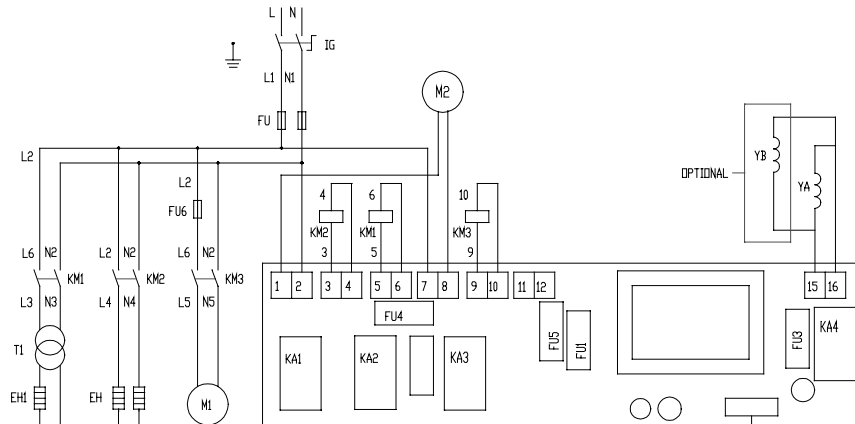 L N
IG
L1 N1
M2
FU
L2
YB
OPTIONAL
YA
L2
4 6 10
FU6
KM2 KM1 KM3
3 5 9
L6 N2 L2 N2 L6 N2
KM1 KM2 KM3
1 2 3 4 5 6 7 8 9 10 11 12 15 16
L3 N3 L4 N4 L5 N5
FU4
T1
FU5 FU1 FU3 KA4
KA1 KA2 KA3
EH1 EH M1